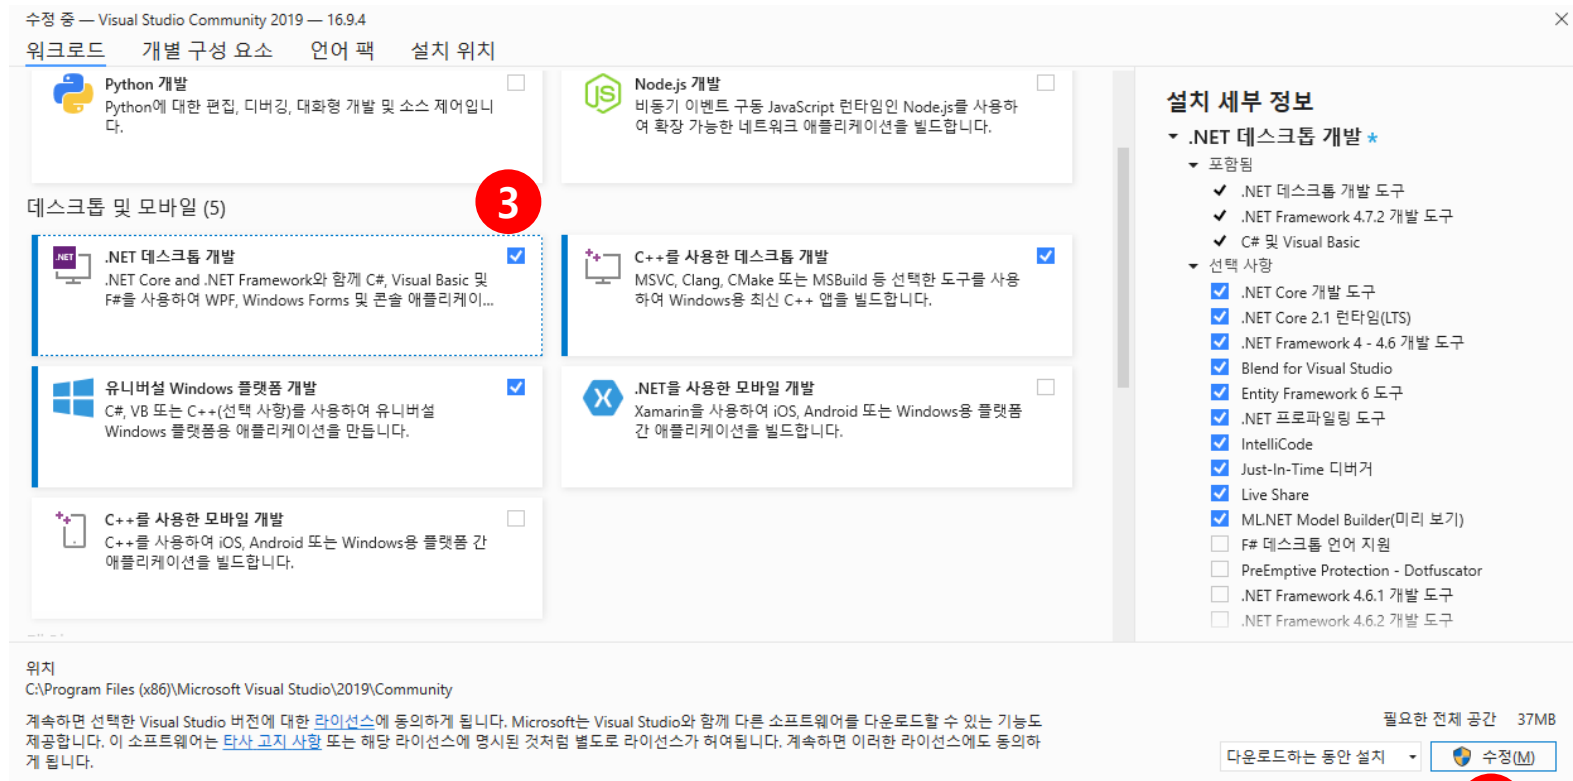 수정 중 — Visual Studio Community 2019 — 16.9.4
워크로드 개별 구성 요소 언어 팩 설치 위치
Python 개발
Python에 대한 편집, 디버깅, 대화형 개발 및 소스 제어입니
다.
Node.js 개발
비동기 이벤트 구동 JavaScript 런타임인 Node.js를 사용하
여 확장 가능한 네트워크 애플리케이션을 빌드합니다.
데스크톱 및 모바일 (5)
3
.NET 데스크톱 개발
.NET Core and .NET Framework와 함께 C#, Visual Basic 및
F#을 사용하여 WPF, Windows Forms 및 콘솔 애플리케이...
C++를 사용한 데스크톱 개발
MSVC, Clang, CMake 또는 MSBuild 등 선택한 도구를 사용
하여 Windows용 최신 C++ 앱을 빌드합니다.
유니버설 Windows 플랫폼 개발
C#, VB 또는 C++(선택 사항)를 사용하여 유니버설
Windows 플랫폼용 애플리케이션을 만듭니다.
.NET을 사용한 모바일 개발
Xamarin을 사용하여 iOS, Android 또는 Windows용 플랫폼
간 애플리케이션을 빌드합니다.
C++를 사용한 모바일 개발
C++를 사용하여 iOS, Android 또는 Windows용 플랫폼 간
애플리케이션을 빌드합니다.
설치 세부 정보
.NET 데스크톱 개발 *
포함됨
.NET 데스크톱 개발 도구
.NET Framework 4.7.2 개발 도구
C# 및 Visual Basic
선택 사항
.NET Core 개발 도구
.NET Core 2.1 런타임(LTS)
.NET Framework 4 - 4.6 개발 도구
Blend for Visual Studio
Entity Framework 6 도구
.NET 프로파일링 도구
IntelliCode
Just-In-Time 디버거
Live Share
ML.NET Model Builder(미리 보기)
F# 데스크톱 언어 지원
PreEmptive Protection - Dotfuscator
.NET Framework 4.6.1 개발 도구
.NET Framework 4.6.2 개발 도구
위치
C:\Program Files (x86)\Microsoft Visual Studio\2019\Community
계속하면 선택한 Visual Studio 버전에 대한 라이선스에 동의하게 됩니다. Microsoft는 Visual Studio와 함께 다른 소프트웨어를 다운로드할 수 있는 기능도
제공합니다. 이 소프트웨어는 타사 고지 사항 또는 해당 라이선스에 명시된 것처럼 별도로 라이선스가 허여됩니다. 계속하면 이러한 라이선스에도 동의하
게 됩니다.
필요한 전체 공간 37MB
다운로드하는 동안 설치
수정(M)